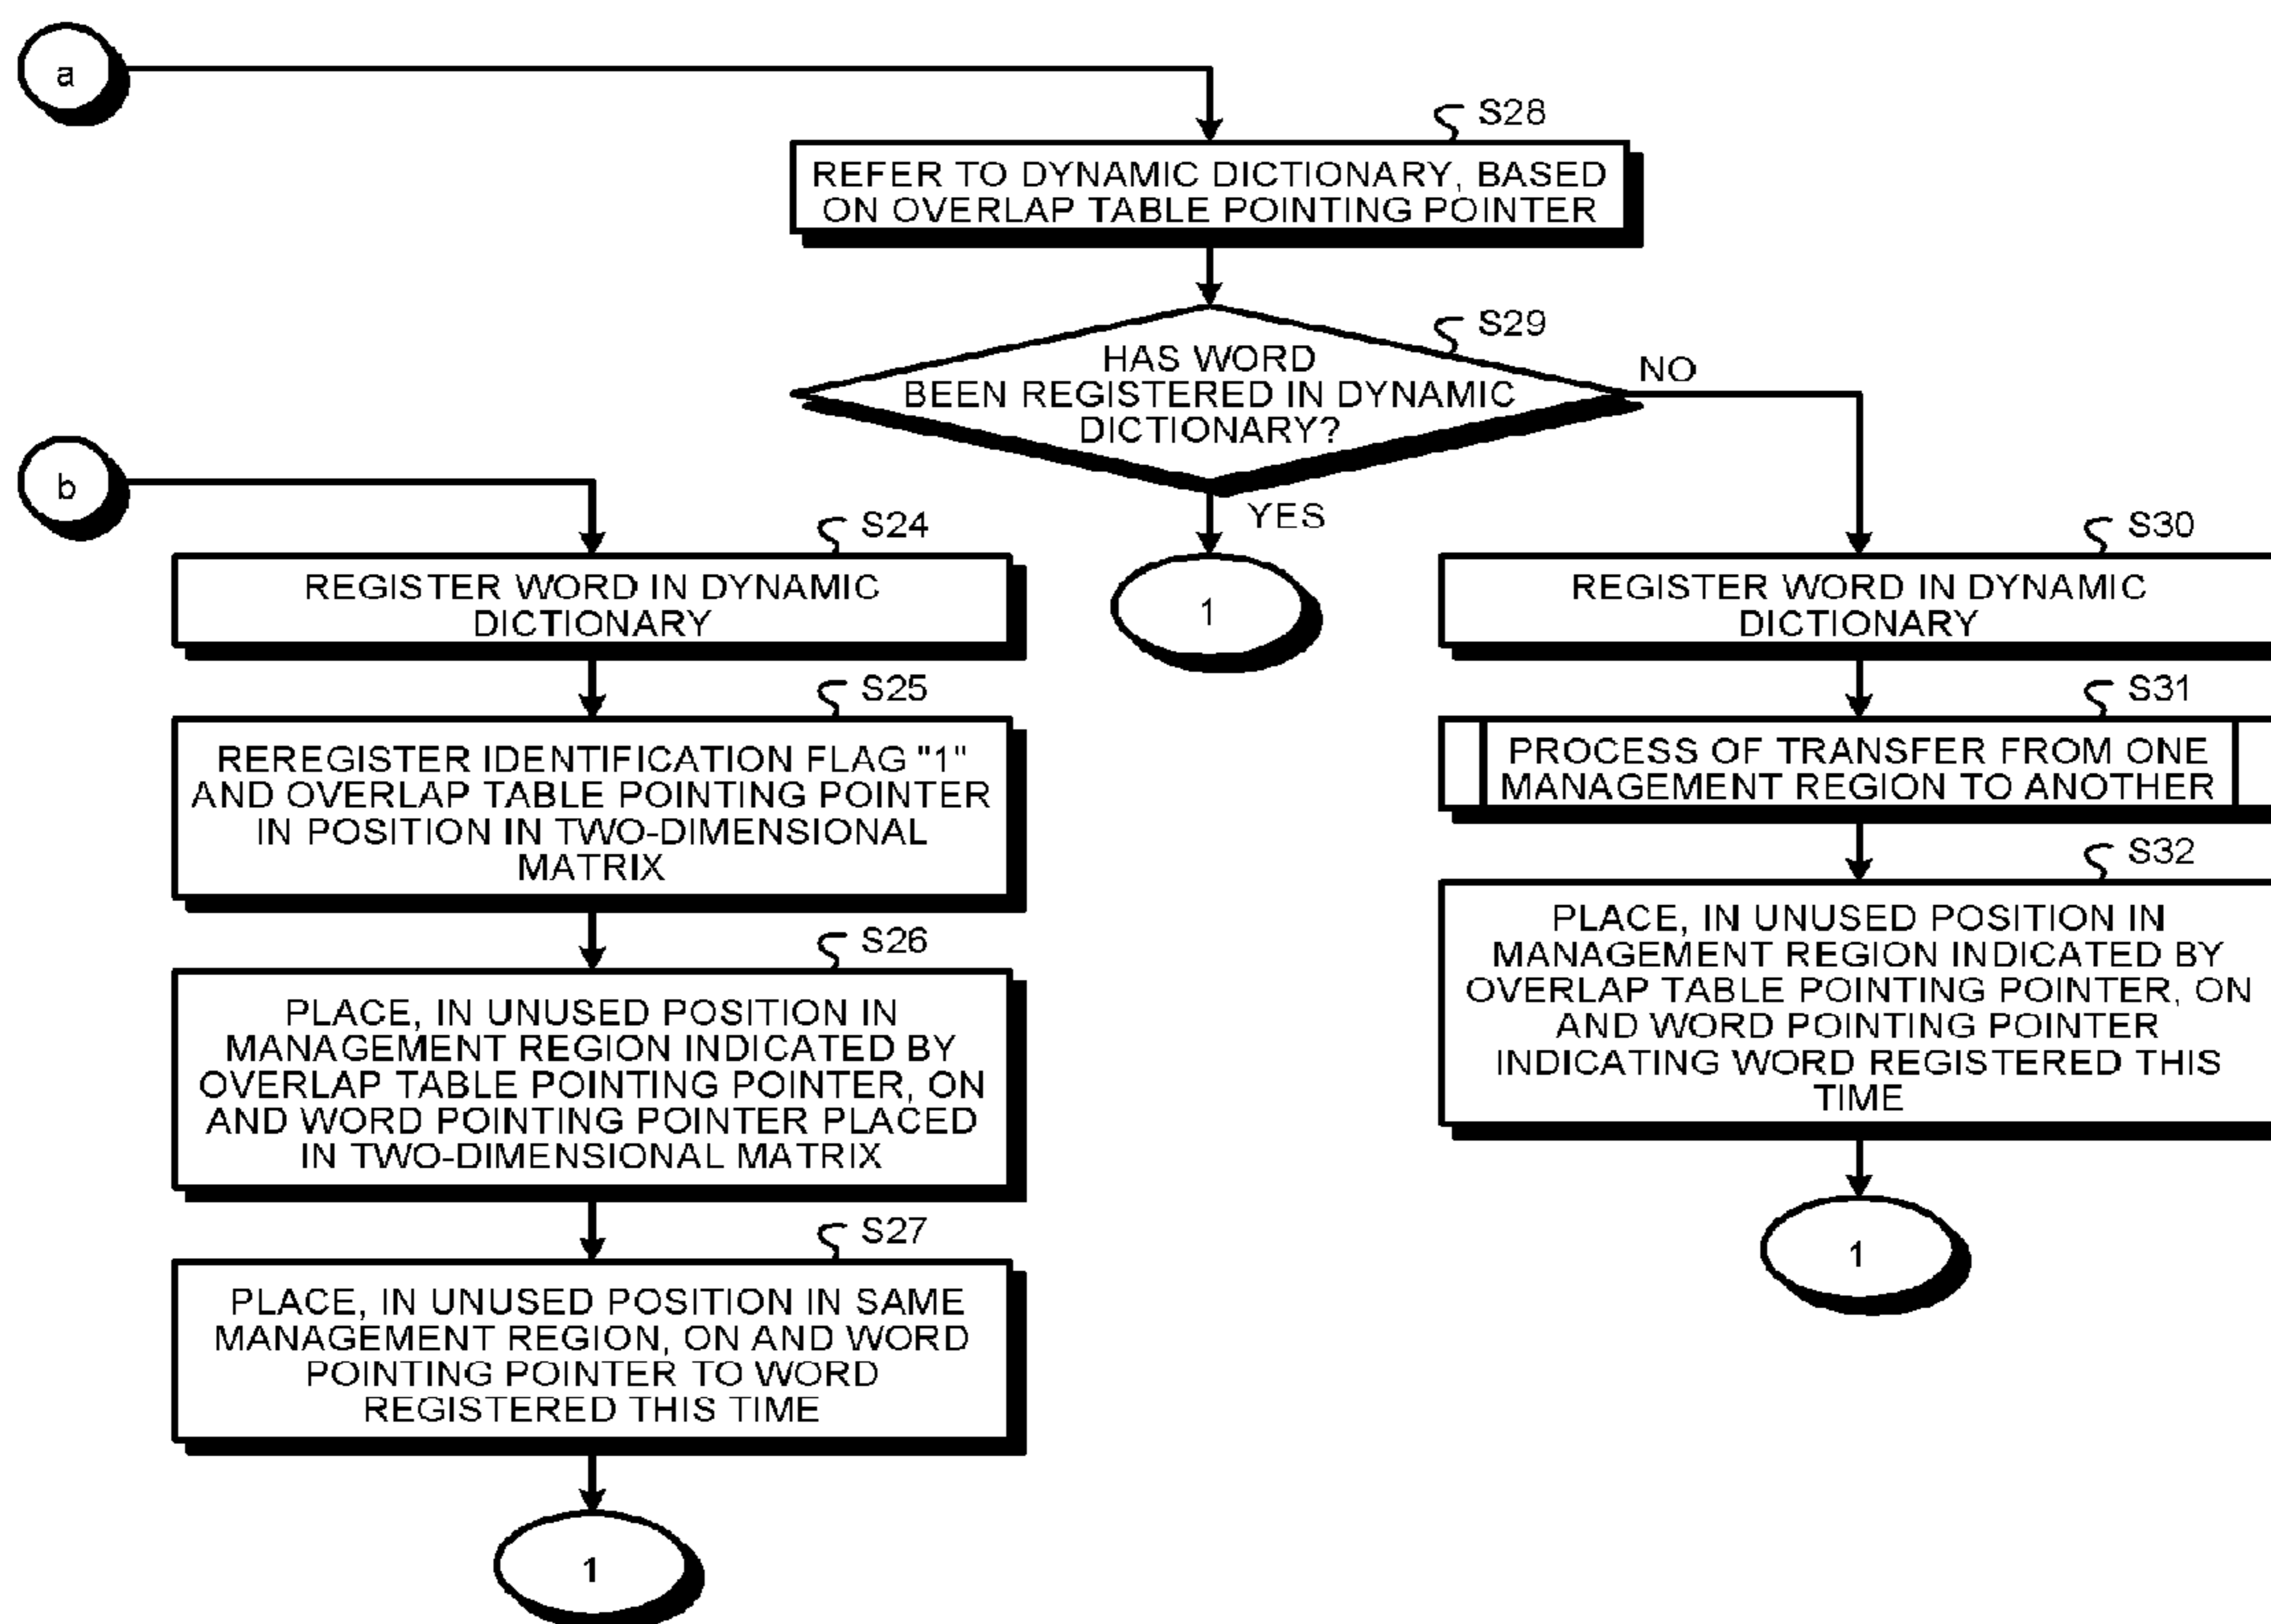 a
S28
REFER TO DYNAMIC DICTIONARY, BASED
ON OVERLAP TABLE POINTING POINTER
S29
HAS WORD
BEEN REGISTERED IN DYNAMIC
DICTIONARY?
NO
YES
1
b
S24
REGISTER WORD IN DYNAMIC
DICTIONARY
S25
REREGISTER IDENTIFICATION FLAG "1"
AND OVERLAP TABLE POINTING POINTER
IN POSITION IN TWO-DIMENSIONAL
MATRIX
S26
PLACE, IN UNUSED POSITION IN
MANAGEMENT REGION INDICATED BY
OVERLAP TABLE POINTING POINTER, ON
AND WORD POINTING POINTER PLACED
IN TWO-DIMENSIONAL MATRIX
S27
PLACE, IN UNUSED POSITION IN SAME
MANAGEMENT REGION, ON AND WORD
POINTING POINTER TO WORD
REGISTERED THIS TIME
1
S30
REGISTER WORD IN DYNAMIC
DICTIONARY
S31
PROCESS OF TRANSFER FROM ONE
MANAGEMENT REGION TO ANOTHER
S32
PLACE, IN UNUSED POSITION IN
MANAGEMENT REGION INDICATED BY
OVERLAP TABLE POINTING POINTER, ON
AND WORD POINTING POINTER
INDICATING WORD REGISTERED THIS
TIME
1